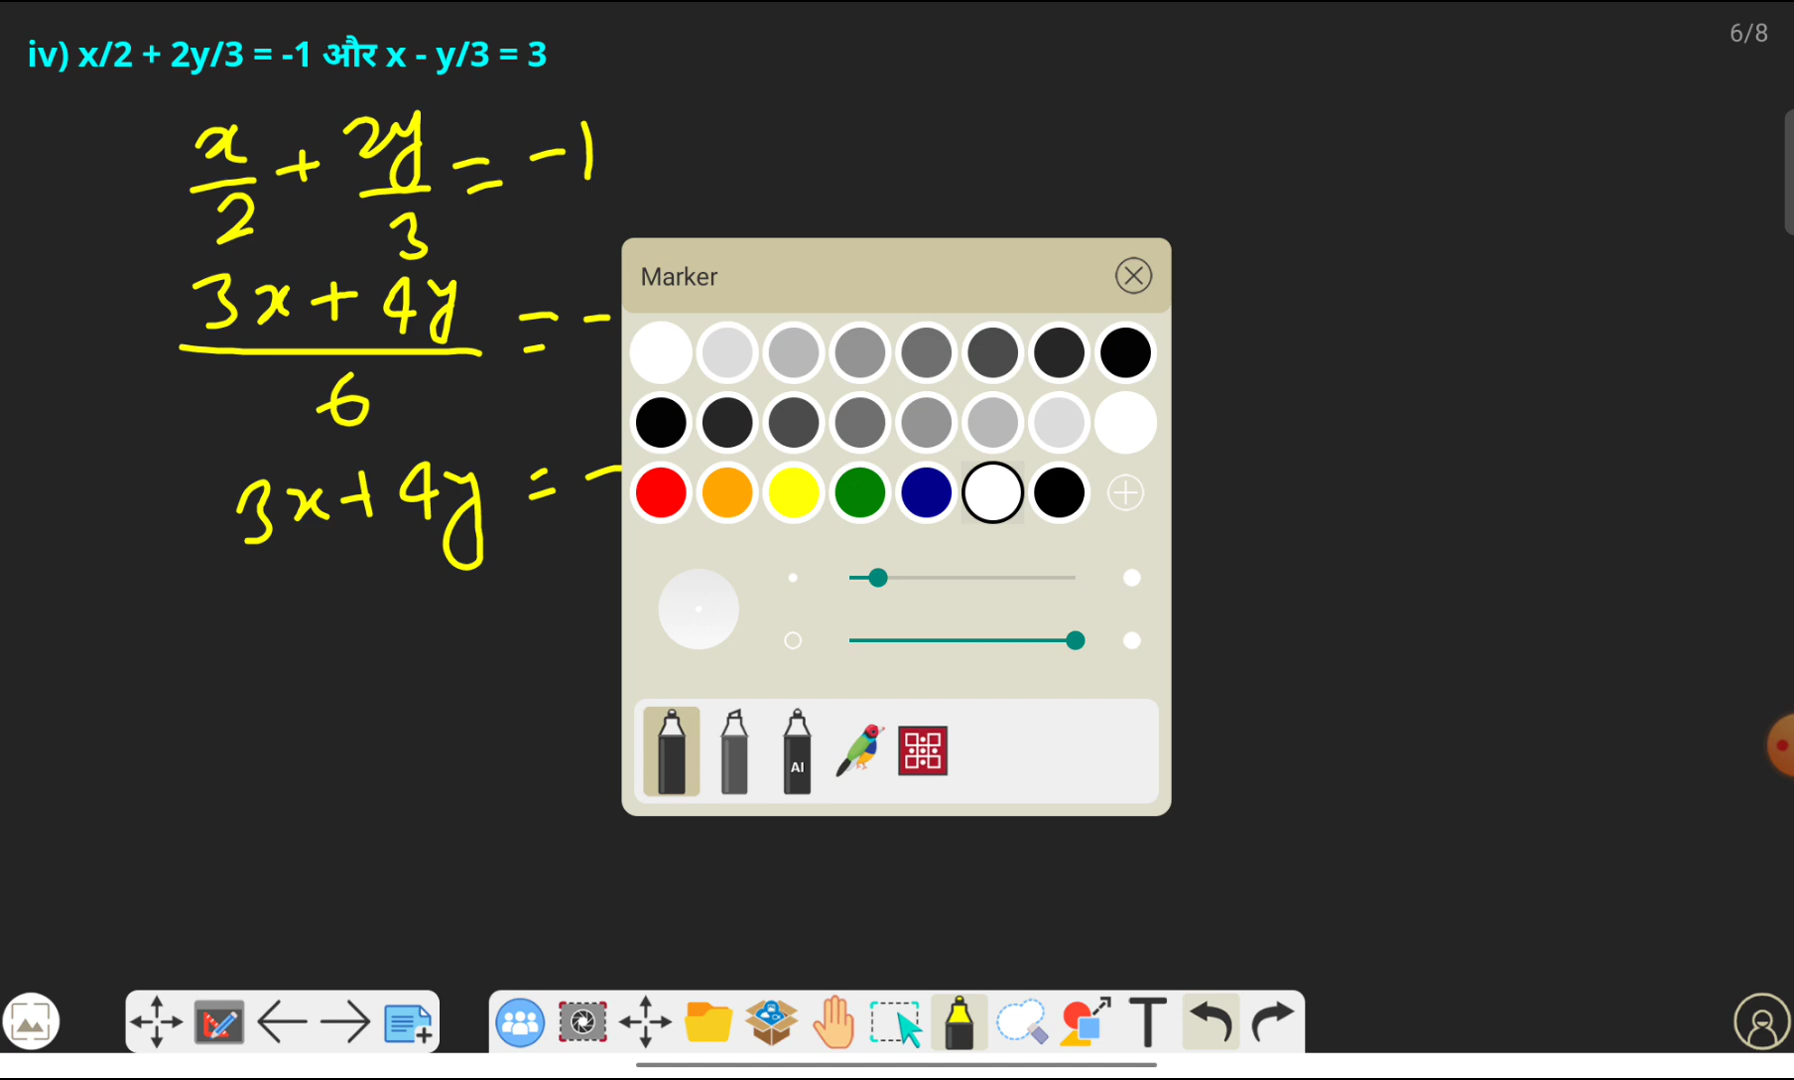 6/8
iv) x/2 + 2y/3 = -1 और x - y/3 = 3
x/2 + 2y/3 = -1
(3x + 4y)/6 = -
3x + 4y = -
Marker
AI
T